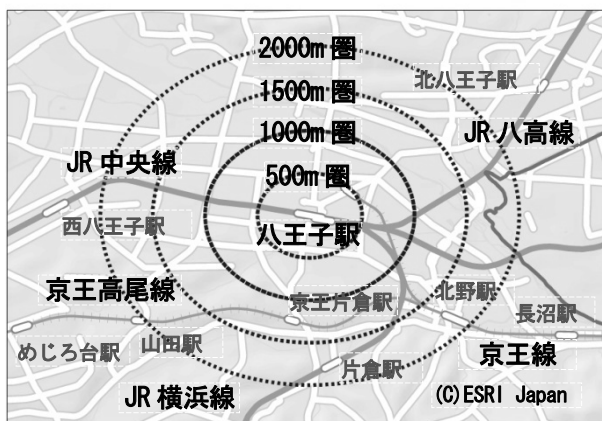 2000m圏
1500m圏
北八王子駅
1000m圏
JR八高線
JR中央線
500m圏
西八王子駅
八王子駅
京王高尾線
京王片倉駅
北野駅
長沼駅
めじろ台駅
山田駅
片倉駅
京王線
JR横浜線
(C)ESRI Japan